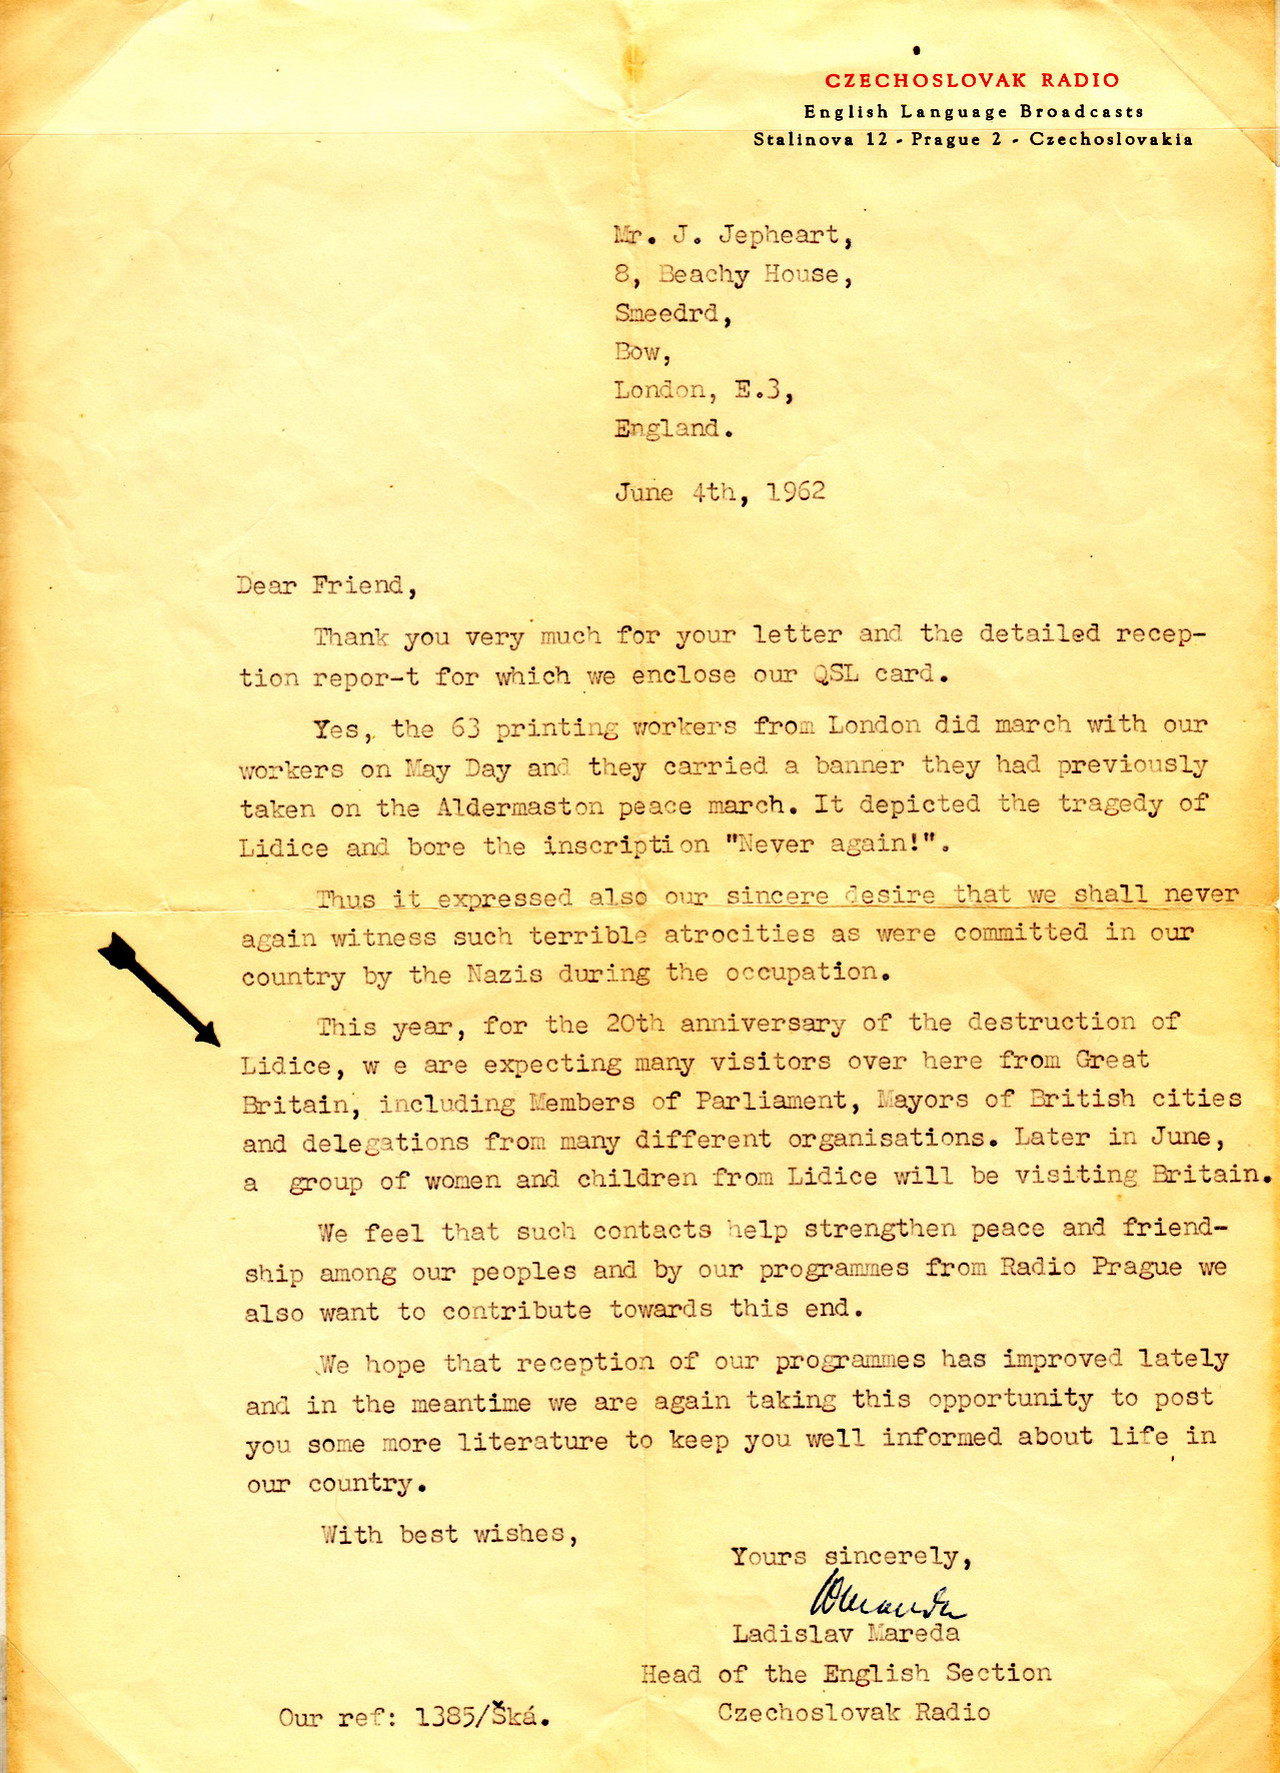 CZECHOSLOVAK RADIO
English Language Broadcasts
Stalinova 12 - Prague 2 - Czechoslovakia
Mr. J. Jepheart,
8, Beachy House,
Smeedrd,
Bow,
London, E.3,
England.
June 4th, 1962
Dear Friend,
Thank you very much for your letter and the detailed recep-
tion repor-t for which we enclose our QSL card.
Yes, the 63 printing workers from London did march with our
workers on May Day and they carried a banner they had previously
taken on the Aldermaston peace march. It depicted the tragedy of
Lidice and bore the inscription "Never again!".
Thus it expressed also our sincere desire that we shall never
again witness such terrible atrocities as were committed in our
country by the Nazis during the occupation.
This year, for the 20th anniversary of the destruction of
Lidice, w e are expecting many visitors over here from Great
Britain, including Members of Parliament, Mayors of British cities
and delegations from many different organisations. Later in June,
a group of women and children from Lidice will be visiting Britain.
We feel that such contacts help strengthen peace and friend-
ship among our peoples and by our programmes from Radio Prague we
also want to contribute towards this end.
We hope that reception of our programmes has improved lately
and in the meantime we are again taking this opportunity to post
you some more literature to keep you well informed about life in
our country.
With best wishes,
Yours sincerely,
Ladislav Mareda
Head of the English Section
Czechoslovak Radio
Our ref: 1385/Šká.